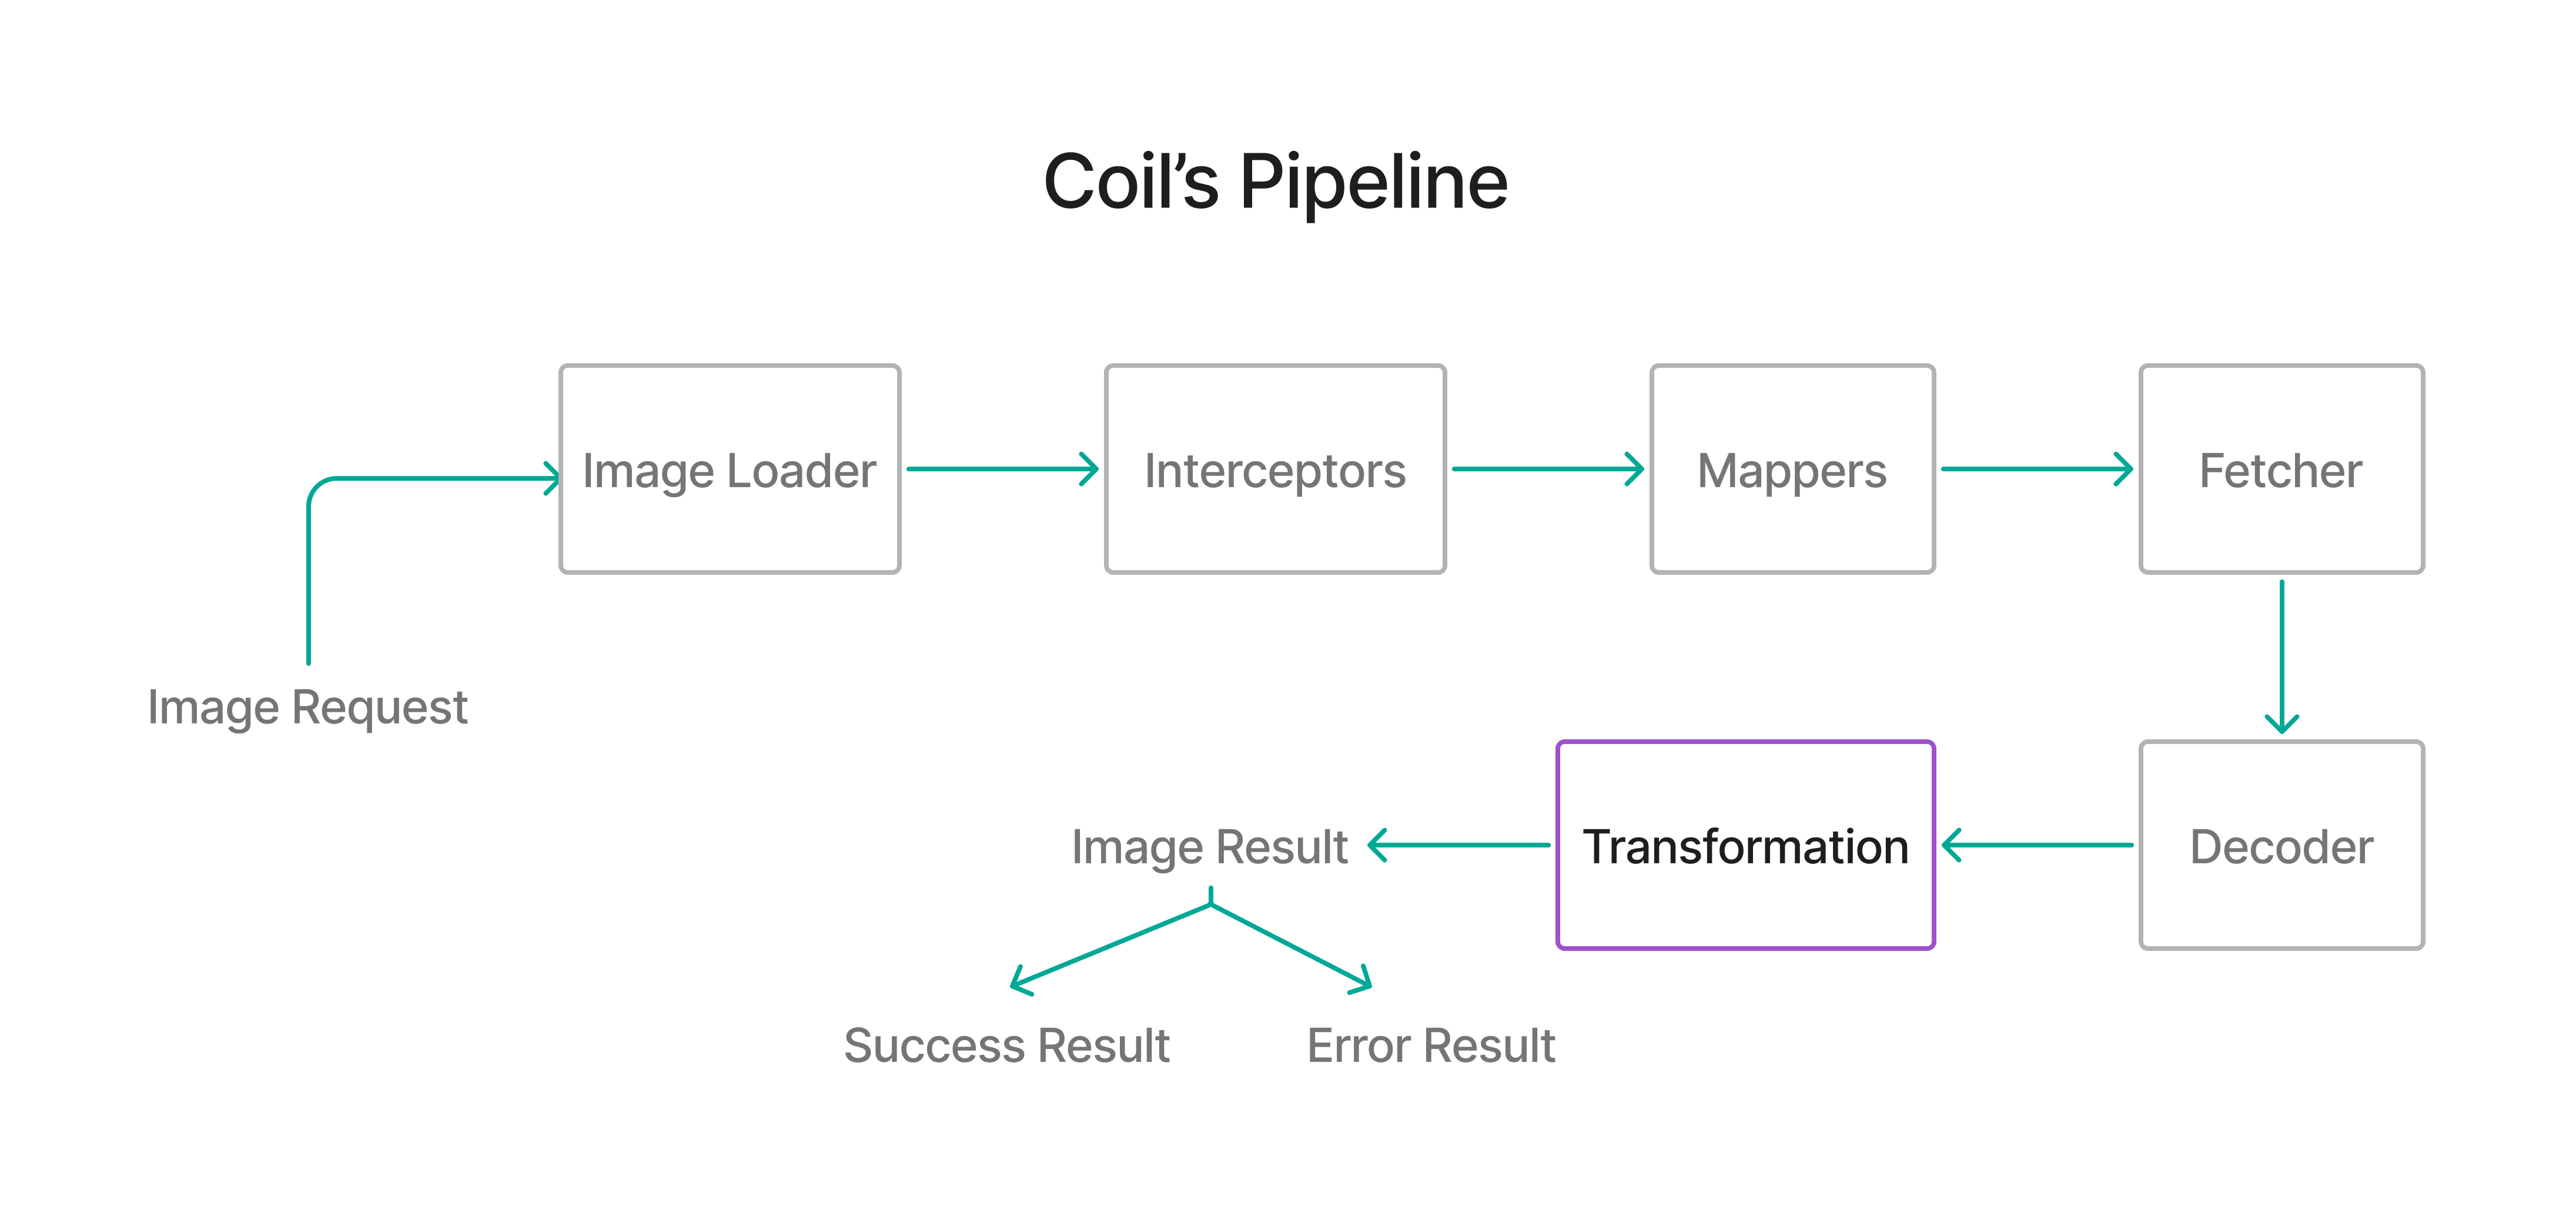 Coil’s Pipeline
Image Loader
Interceptors
Mappers
Fetcher
Image Request
Image Result
Transformation
Decoder
Success Result
Error Result